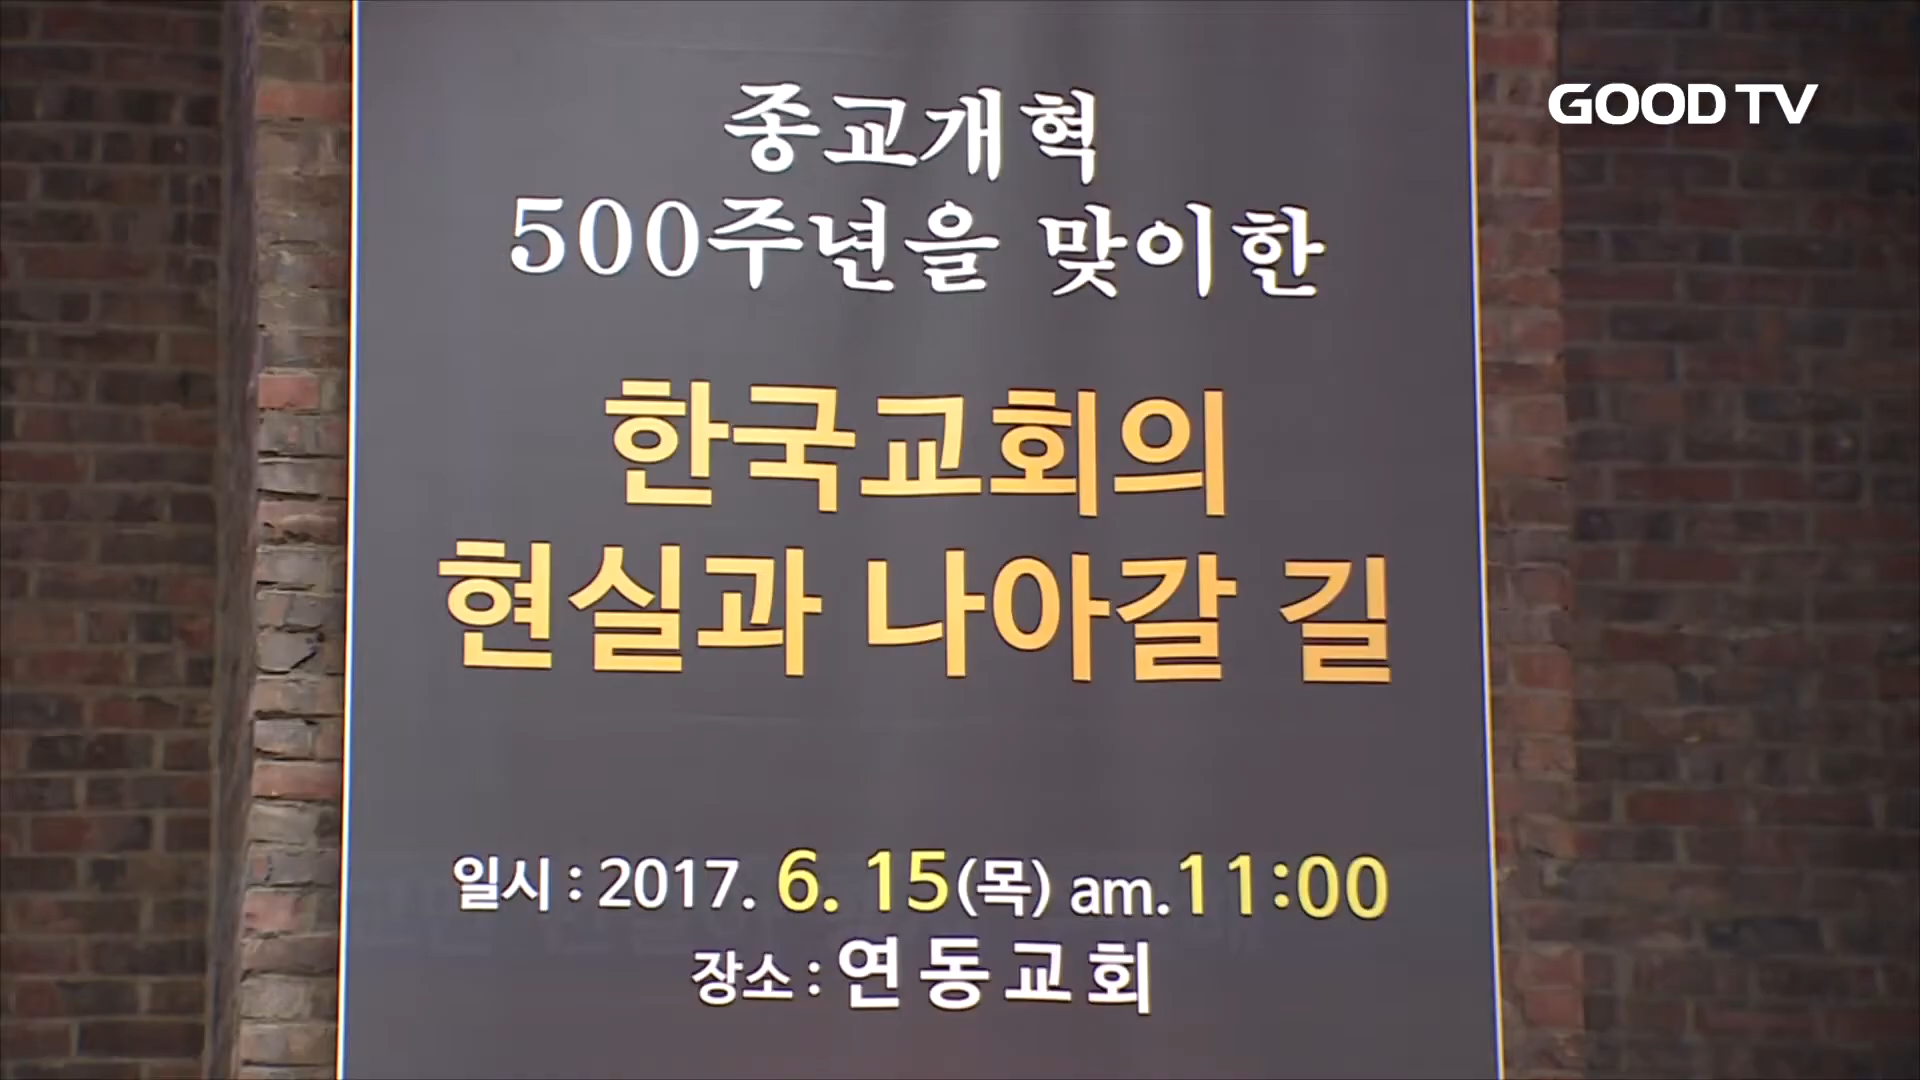 GOOD TV
종교개혁
500주년을 맞이한
한국교회의
현실과 나아갈 길
일시 : 2017. 6. 15(목) am.11:00
장소 : 연동교회